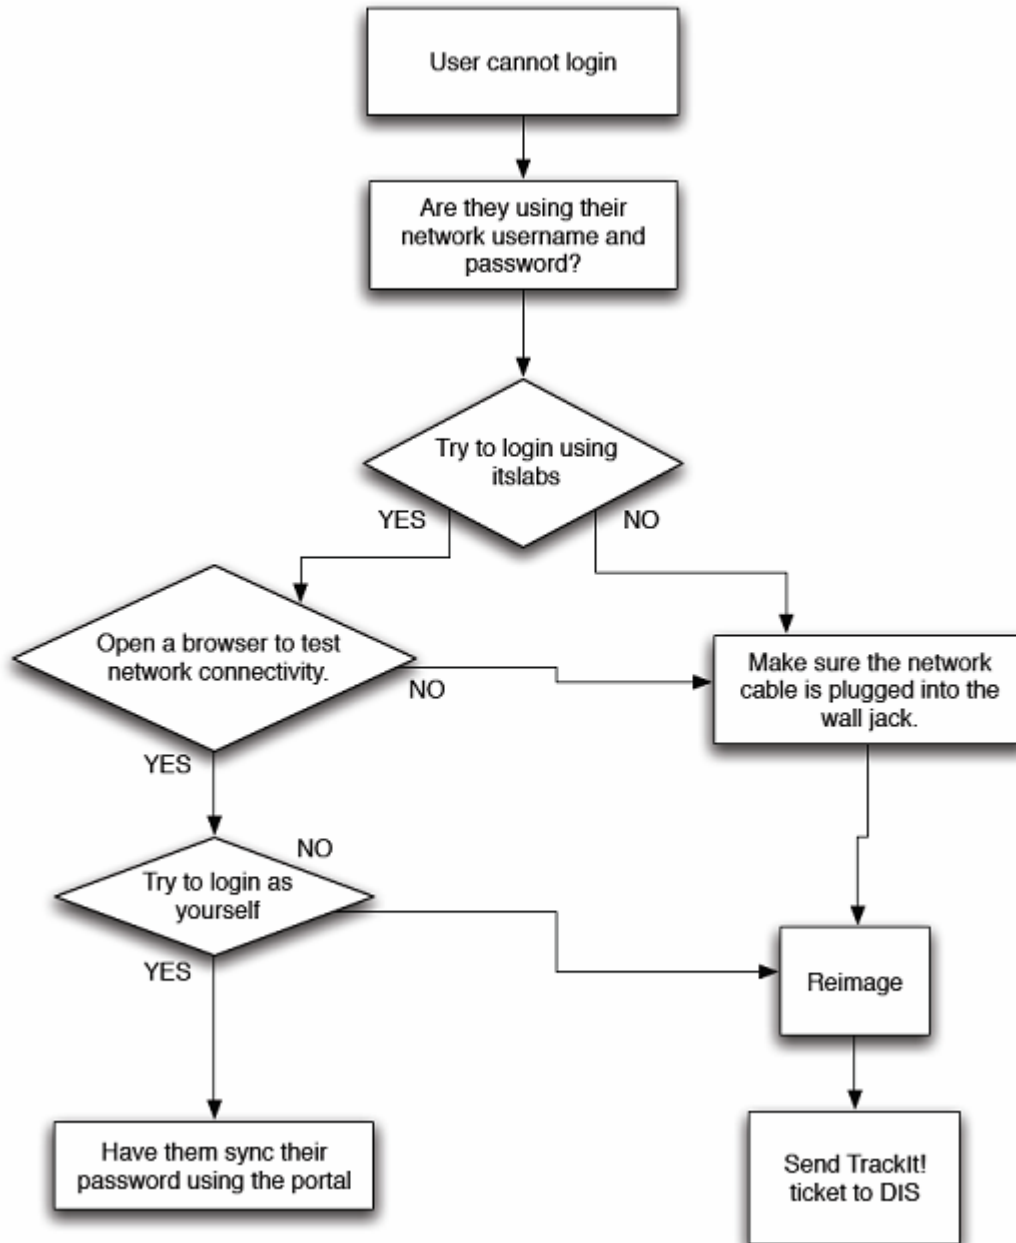 User cannot login
Are they using their
network username and
password?
Try to login using
itslabs
YES
NO
Open a browser to test
network connectivity.
NO
Make sure the network
cable is plugged into the
wall jack.
YES
NO
Try to login as
yourself
YES
Reimage
Have them sync their
password using the portal
Send TrackIt!
ticket to DIS